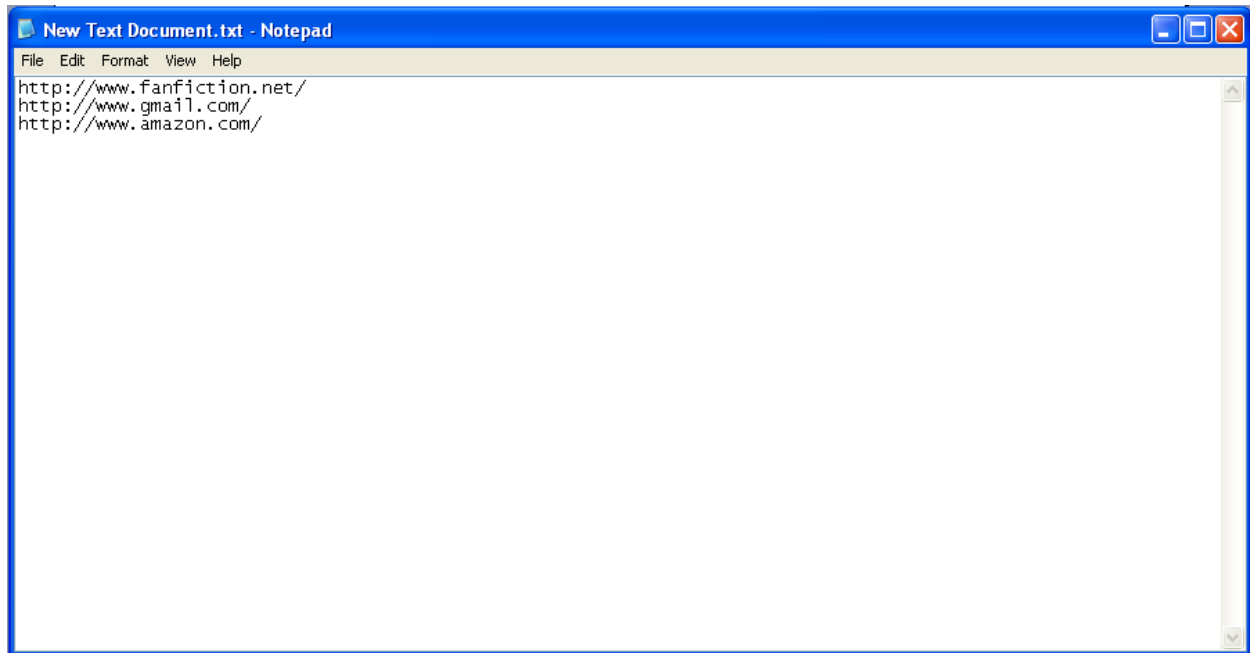 New Text Document.txt - Notepad
File Edit Format View Help
http://www.fanfiction.net/
http://www.gmail.com/
http://www.amazon.com/